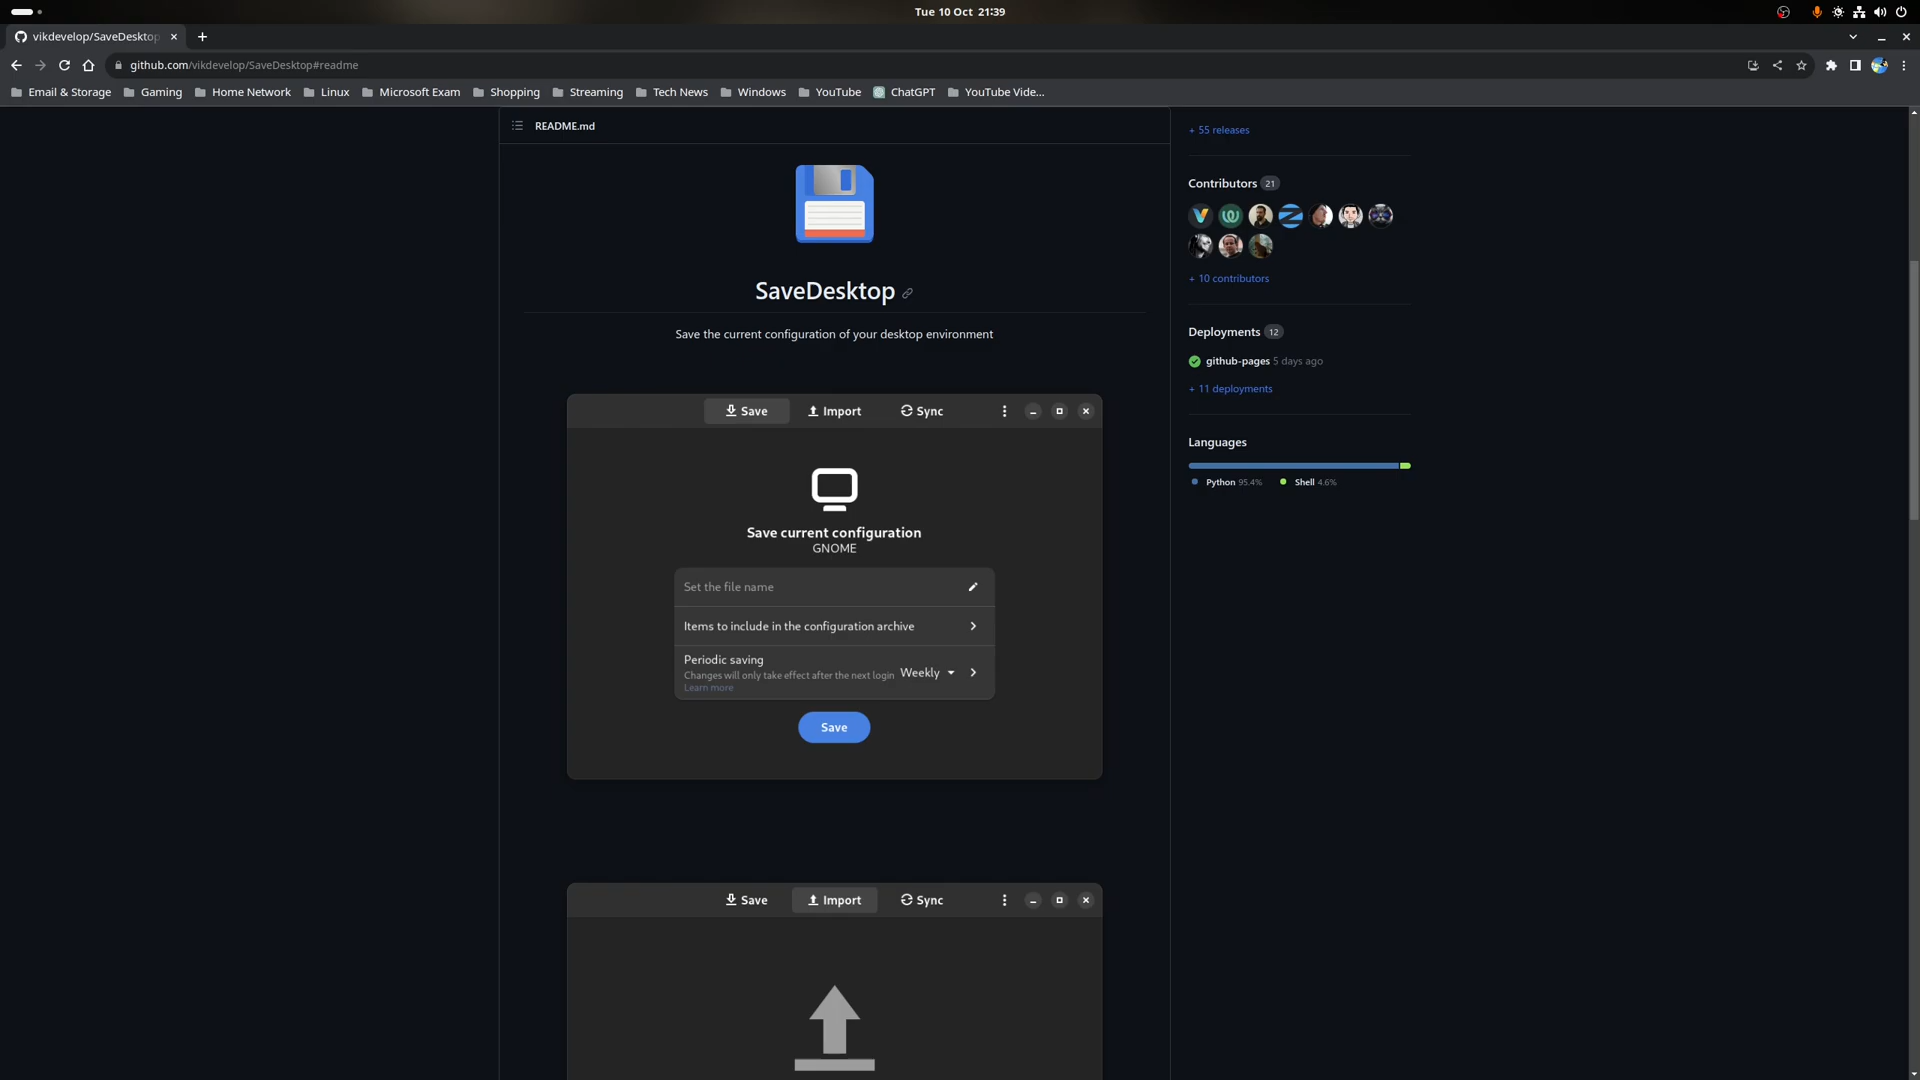 Tue 10 Oct 21:39
vikdevelop/SaveDesktop
github.com/vikdevelop/SaveDesktop#readme
Email & Storage Gaming Home Network Linux Microsoft Exam Shopping Streaming Tech News Windows YouTube ChatGPT YouTube Vide...
README.md
SaveDesktop
Save the current configuration of your desktop environment
Save Import Sync
Save current configuration
GNOME
Set the file name
Items to include in the configuration archive
Periodic saving
Changes will only take effect after the next login
Learn more
Weekly
Save
Save Import Sync
+ 55 releases
Contributors 21
+ 10 contributors
Deployments 12
github-pages 5 days ago
+ 11 deployments
Languages
Python 95.4% Shell 4.6%